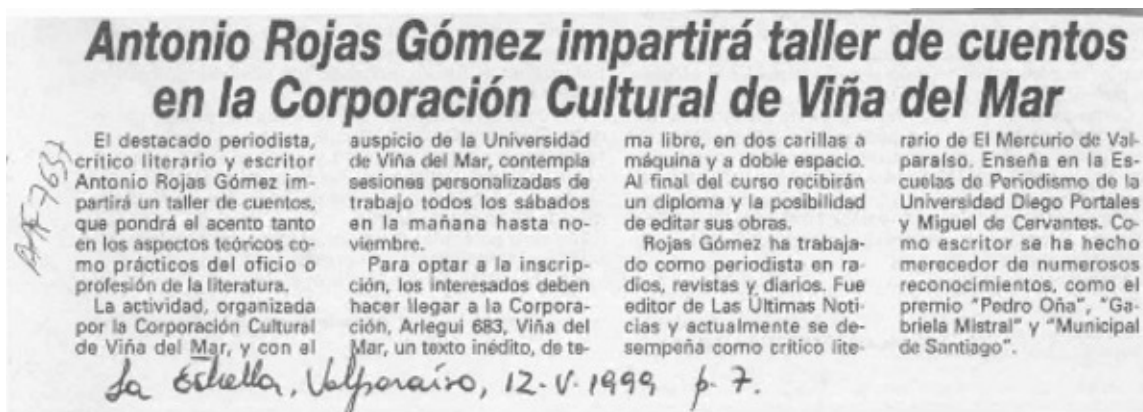 Antonio Rojas Gómez impartirá taller de cuentos
en la Corporación Cultural de Viña del Mar
El destacado periodista,
crítico literario y escritor
Antonio Rojas Gómez im-
partirá un taller de cuentos,
que pondrá el acento tanto
en los aspectos teóricos co-
mo prácticos del oficio o
profesión de la literatura.
La actividad, organizada
por la Corporación Cultural
de Viña del Mar, y con el
auspicio de la Universidad
de Viña del Mar, contempla
sesiones personalizadas de
trabajo todos los sábados
en la mañana hasta no-
viembre.
Para optar a la inscrip-
ción, los interesados deben
hacer llegar a la Corpora-
ción, Arlegui 683, Viña del
Mar, un texto inédito, de te-
ma libre, en dos carillas a
máquina y a doble espacio.
Al final del curso recibirán
un diploma y la posibilidad
de editar sus obras.
Rojas Gómez ha trabaja-
do como periodista en ra-
dios, revistas y diarios. Fue
editor de Las Últimas Noti-
cias y actualmente se de-
sempeña como crítico lite-
rario de El Mercurio de Val-
paraíso. Enseña en la Es-
cuelas de Periodismo de la
Universidad Diego Portales
y Miguel de Cervantes. Co-
mo escritor se ha hecho
merecedor de numerosos
reconocimientos, como el
premio "Pedro Oña", "Ga-
briela Mistral" y "Municipal
de Santiago".
La Estrella, Valparaíso, 12-V-1999 p. 7.